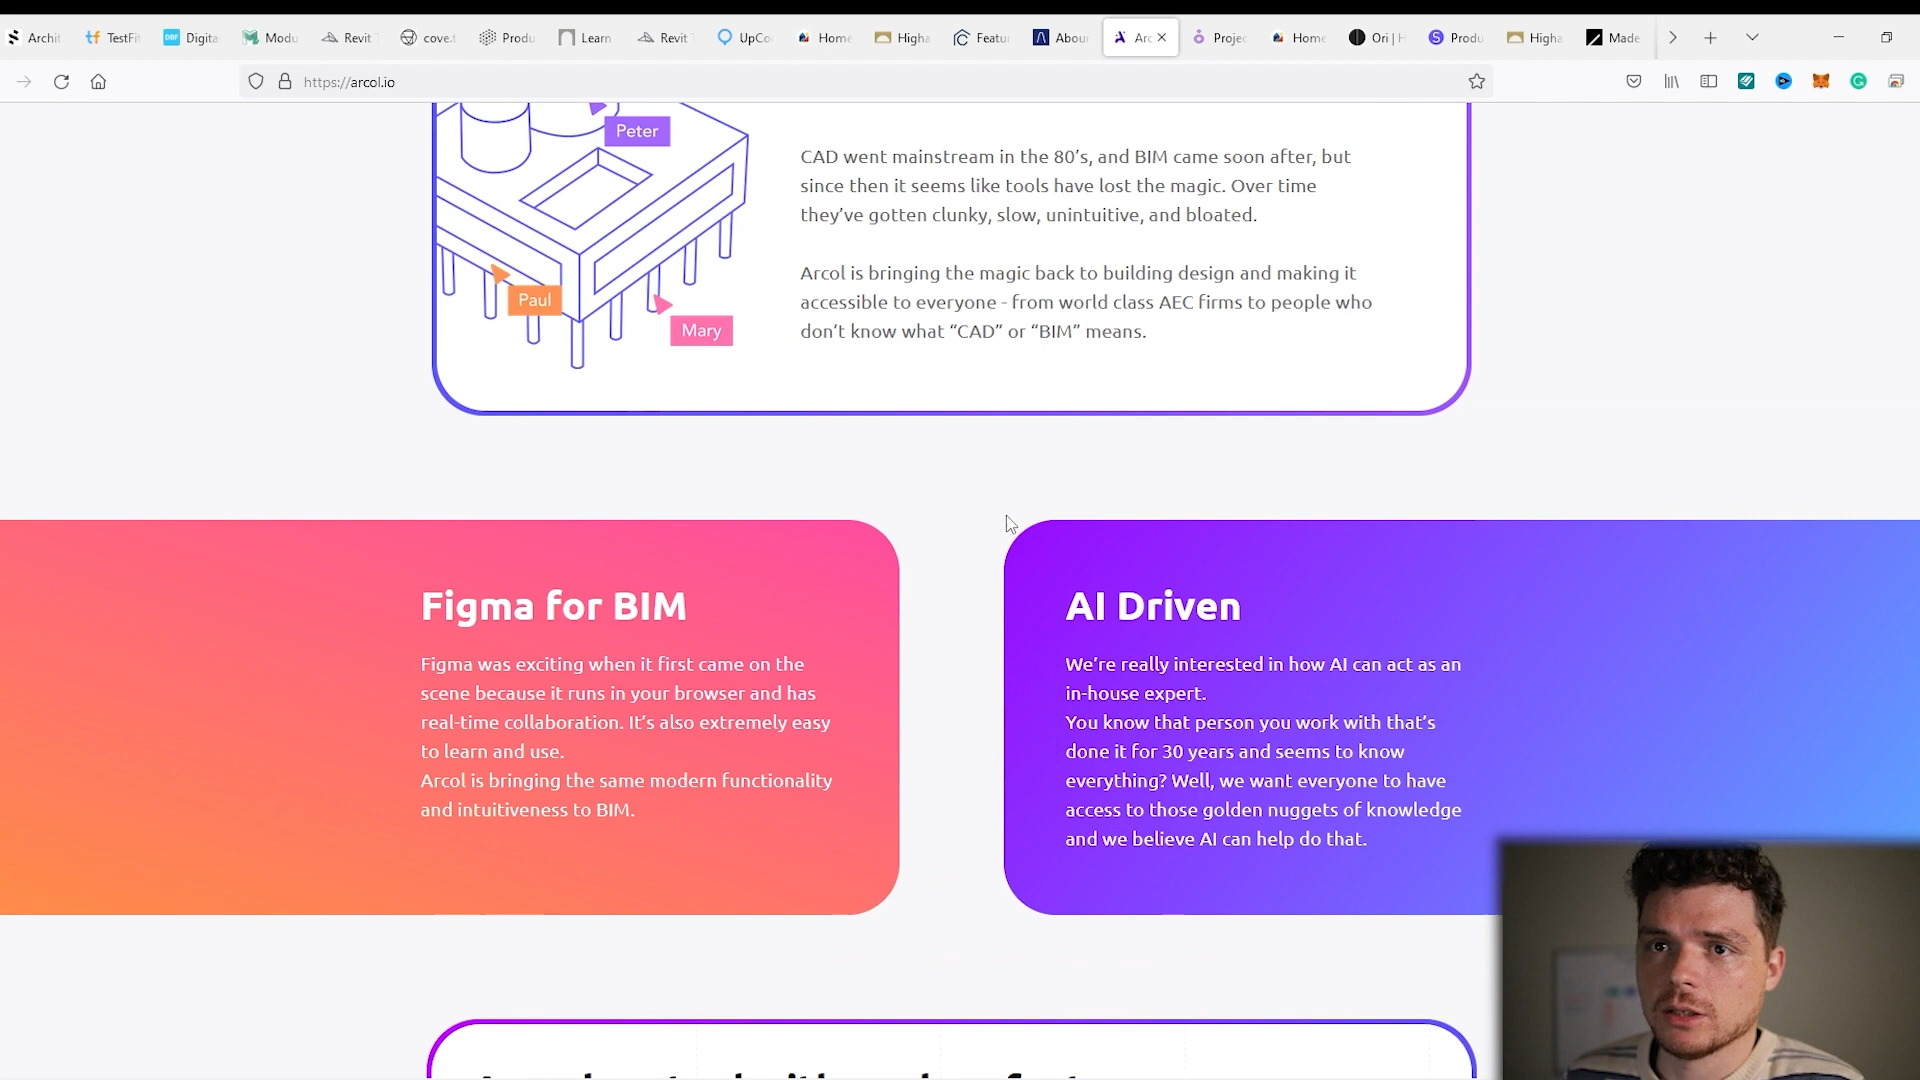 Archit
TestFit
Digita
Modu
Revit T
cove.t
Produ
Learn
Revit T
UpCo
Home
Higha
Featu
Abou
Arc
Projec
Home
Ori | H
Produ
Higha
Made
https://arcol.io
Peter
Paul
Mary
CAD went mainstream in the 80’s, and BIM came soon after, but
since then it seems like tools have lost the magic. Over time
they’ve gotten clunky, slow, unintuitive, and bloated.
Arcol is bringing the magic back to building design and making it
accessible to everyone - from world class AEC firms to people who
don’t know what “CAD” or “BIM” means.
Figma for BIM
Figma was exciting when it first came on the
scene because it runs in your browser and has
real-time collaboration. It’s also extremely easy
to learn and use.
Arcol is bringing the same modern functionality
and intuitiveness to BIM.
AI Driven
We’re really interested in how AI can act as an
in-house expert.
You know that person you work with that’s
done it for 30 years and seems to know
everything? Well, we want everyone to have
access to those golden nuggets of knowledge
and we believe AI can help do that.